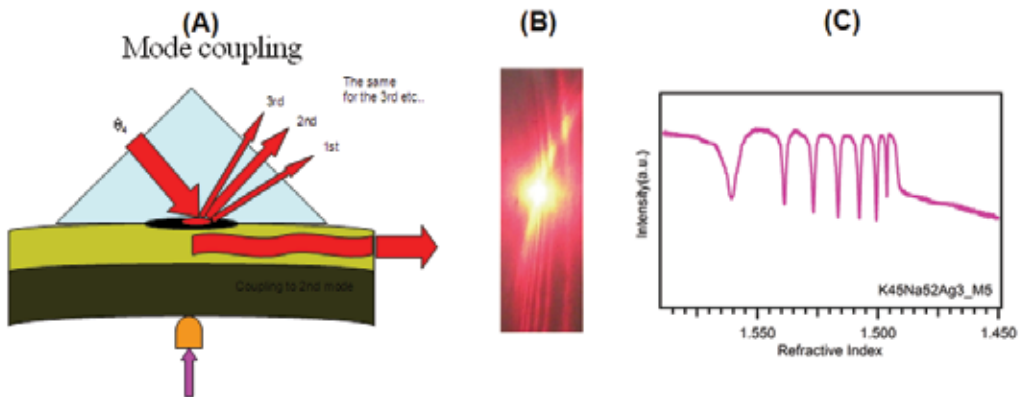 (A)
Mode coupling
The same
for the 3rd etc..
3rd
2nd
1st
θ4
Coupling to 2nd mode
(B)
(C)
Intensity(a.u.)
K45Na52Ag3_M5
1.550
1.500
1.450
Refractive Index